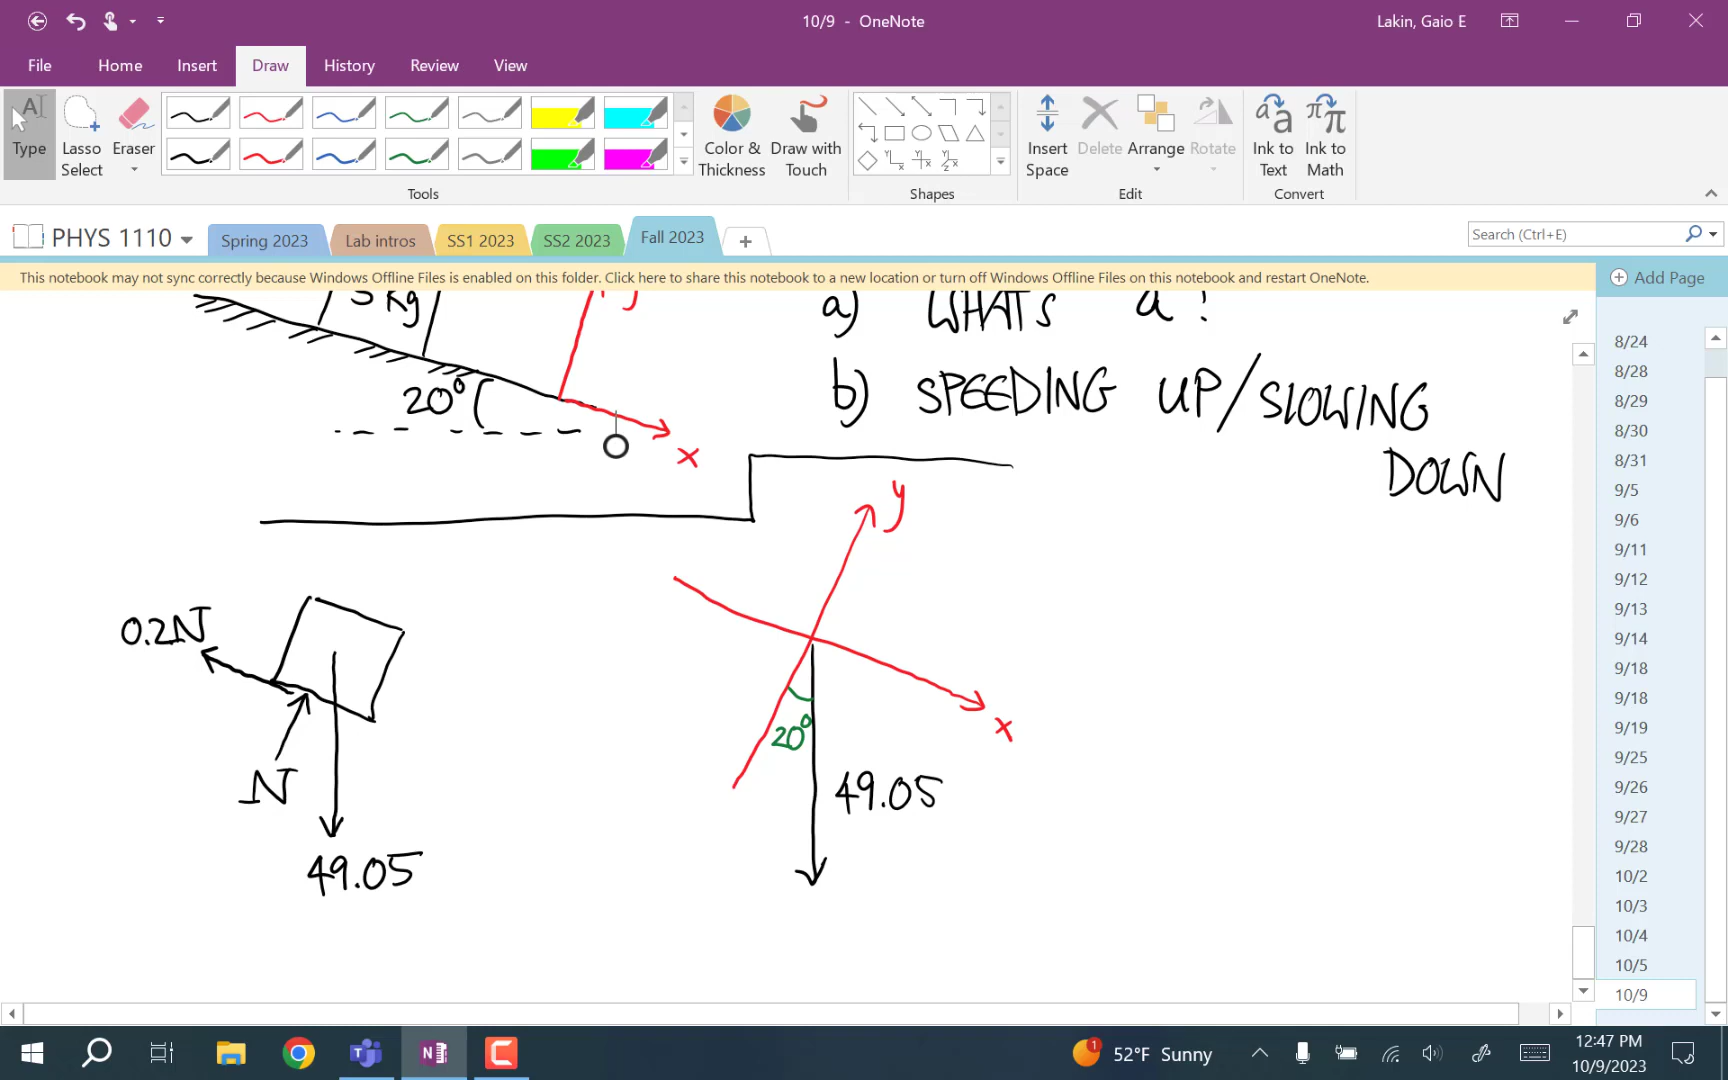 10/9 - OneNote
Lakin, Gaio E
File Home Insert Draw History Review View
Type
Lasso Select
Eraser
Color & Thickness
Draw with Touch
Insert Space
Delete
Arrange
Rotate
Ink to Text
Ink to Math
Tools
Shapes
Edit
Convert
PHYS 1110
Spring 2023
Lab intros
SS1 2023
SS2 2023
Fall 2023
Search (Ctrl+E)
This notebook may not sync correctly because Windows Offline Files is enabled on this folder. Click here to share this notebook to a new location or turn off Windows Offline Files on this notebook and restart OneNote.
Add Page
5 kg
y
a) WHATS a?
20°
x
b) SPEEDING UP/SLOWING
DOWN
y
0.2N
x
20°
N
49.05
49.05
8/24
8/28
8/29
8/30
8/31
9/5
9/6
9/11
9/12
9/13
9/14
9/18
9/18
9/19
9/25
9/26
9/27
9/28
10/2
10/3
10/4
10/5
10/9
1
52°F Sunny
12:47 PM
10/9/2023